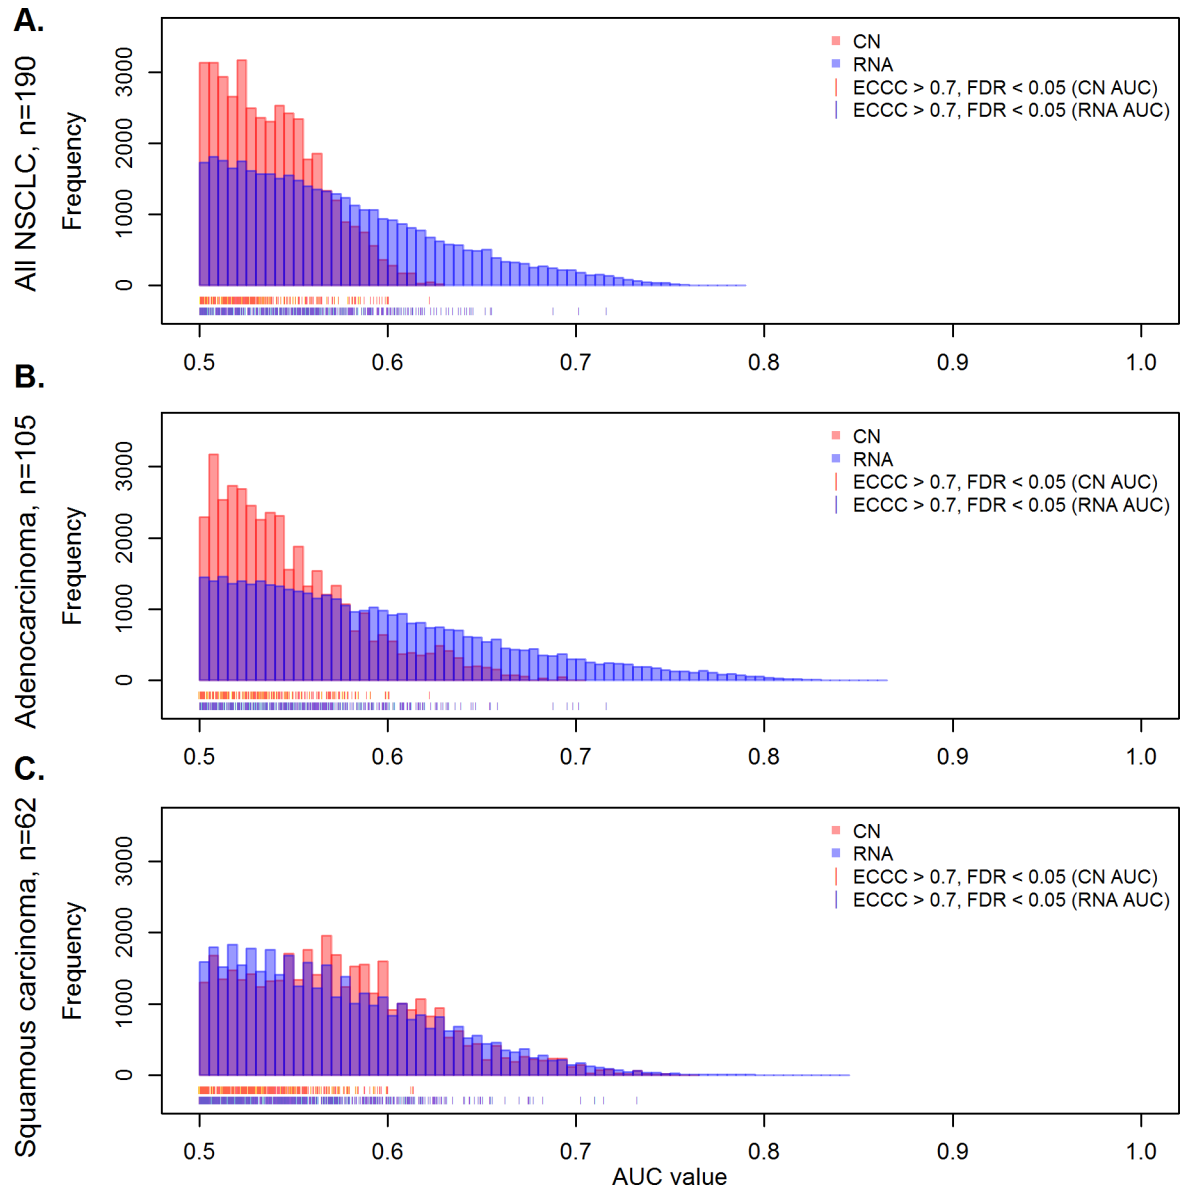 A.
All NSCLC, n=190
Frequency
0
1000
2000
3000
CN
RNA
ECCC > 0.7, FDR < 0.05 (CN AUC)
ECCC > 0.7, FDR < 0.05 (RNA AUC)
0.5 0.6 0.7 0.8 0.9 1.0
B.
Adenocarcinoma, n=105
Frequency
0
1000
2000
3000
CN
RNA
ECCC > 0.7, FDR < 0.05 (CN AUC)
ECCC > 0.7, FDR < 0.05 (RNA AUC)
0.5 0.6 0.7 0.8 0.9 1.0
C.
Squamous carcinoma, n=62
Frequency
0
1000
2000
3000
CN
RNA
ECCC > 0.7, FDR < 0.05 (CN AUC)
ECCC > 0.7, FDR < 0.05 (RNA AUC)
0.5 0.6 0.7 0.8 0.9 1.0
AUC value